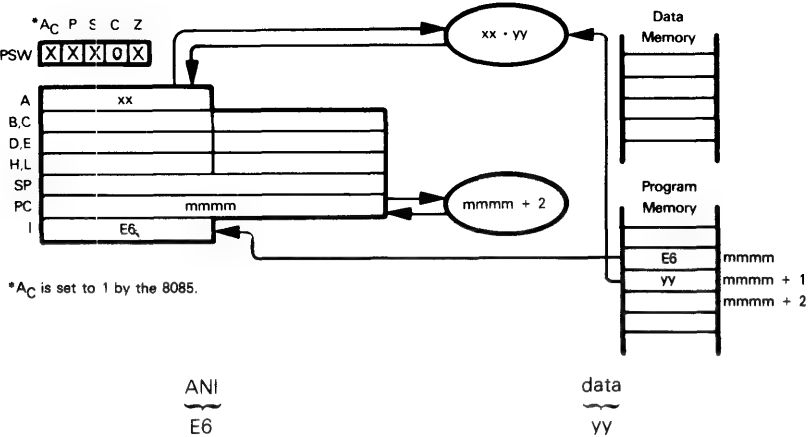 *AC P S C Z
PSW X X X 0 X
xx · yy
Data
Memory
A xx
B,C
D,E
H,L
SP
PC mmmm
mmmm + 2
I E6
Program
Memory
E6 mmmm
yy mmmm + 1
mmmm + 2
*AC is set to 1 by the 8085.
ANI data
E6 yy